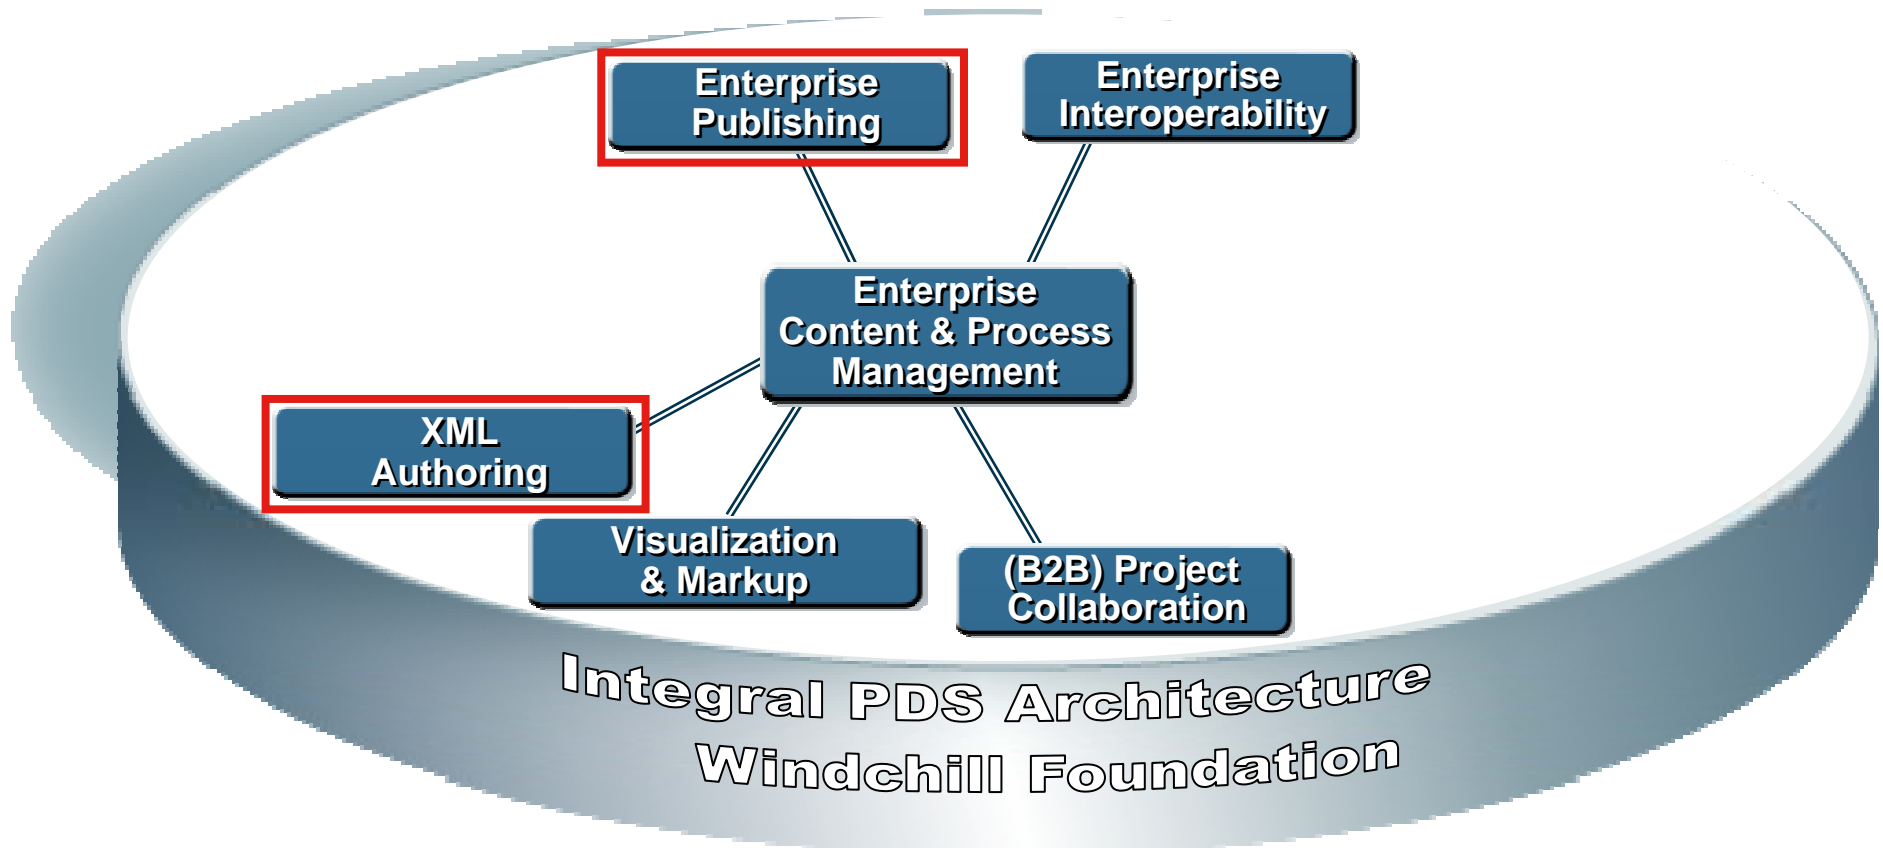 Enterprise
Publishing
Enterprise
Interoperability
Enterprise
Content & Process
Management
XML
Authoring
Visualization
& Markup
(B2B) Project
Collaboration
Integral PDS Architecture
Windchill Foundation